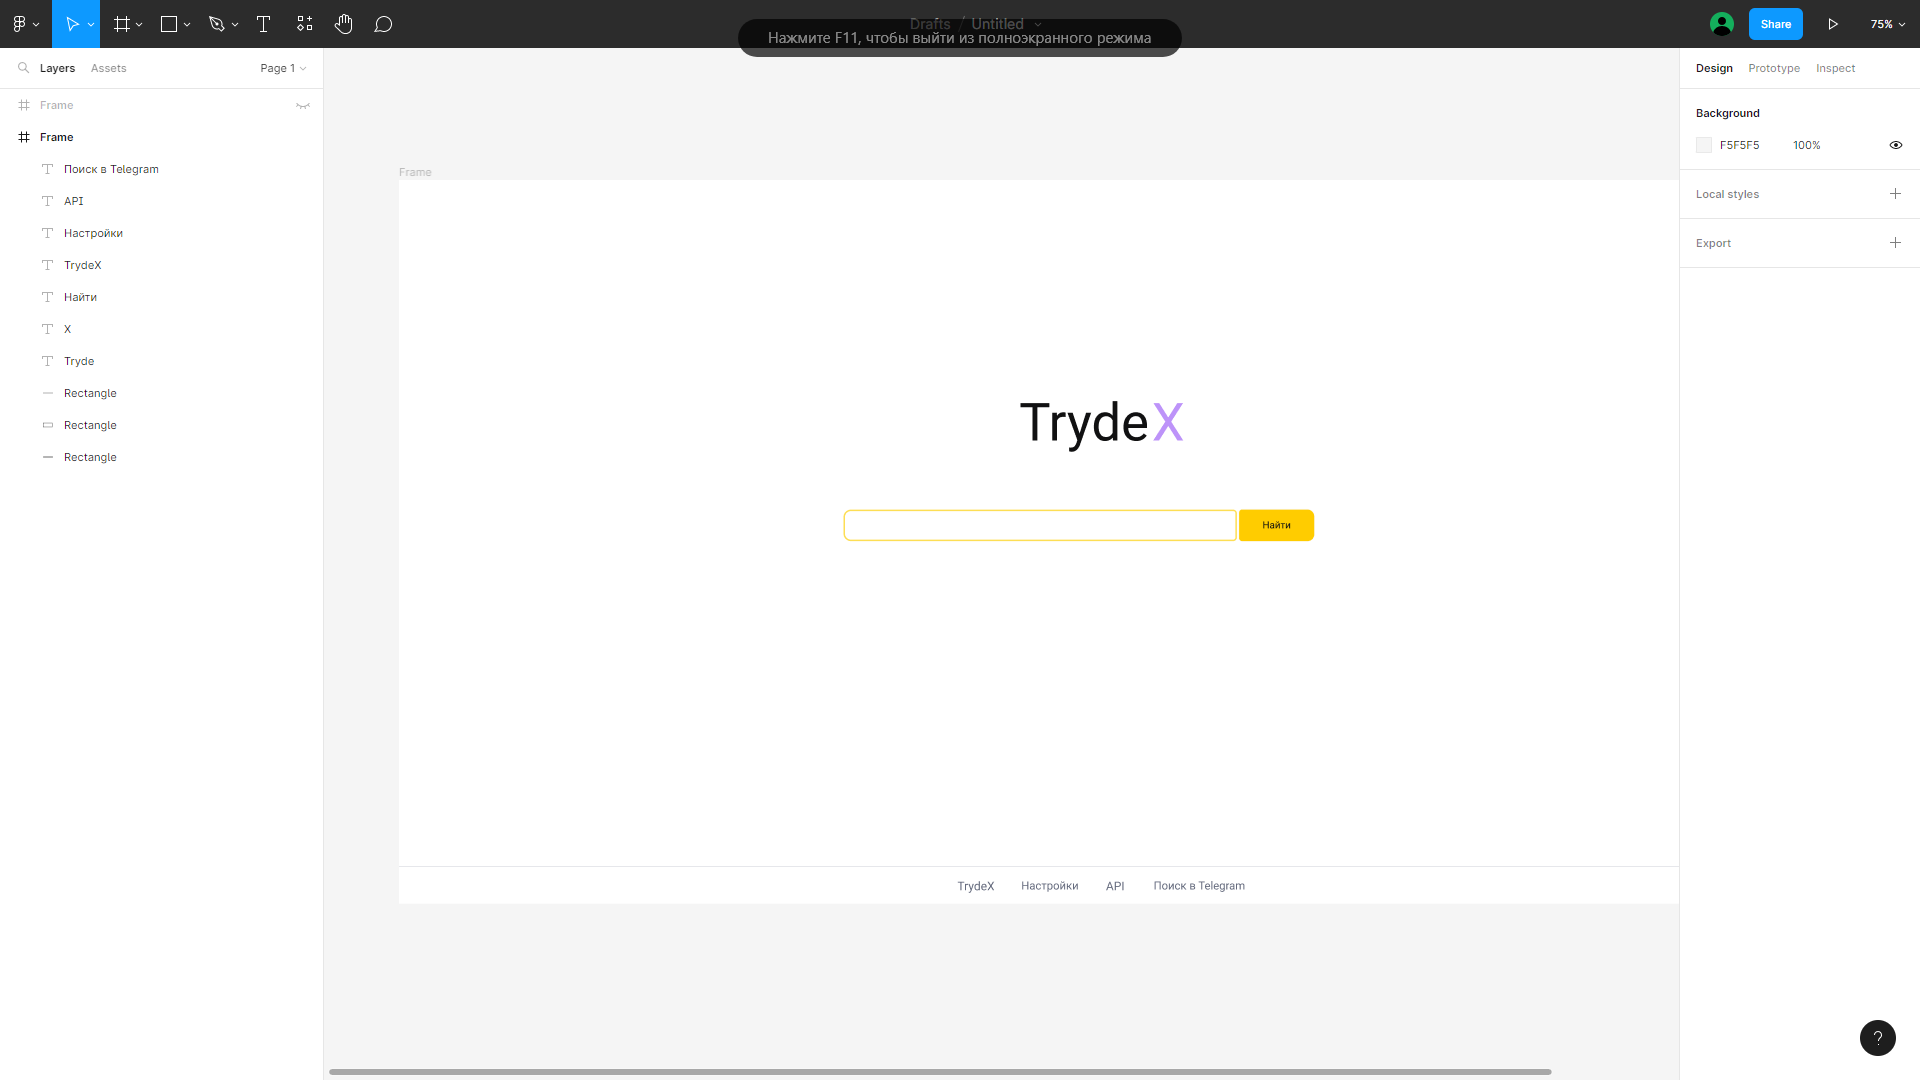 Drafts / Untitled
Share
75%
Нажмите F11, чтобы выйти из полноэкранного режима
Layers
Assets
Page 1
Design
Prototype
Inspect
Frame
Frame
Поиск в Telegram
API
Настройки
TrydeX
Найти
X
Tryde
Rectangle
Rectangle
Rectangle
Frame
TrydeX
Найти
TrydeX
Настройки
API
Поиск в Telegram
Background
F5F5F5
100%
Local styles
Export
?